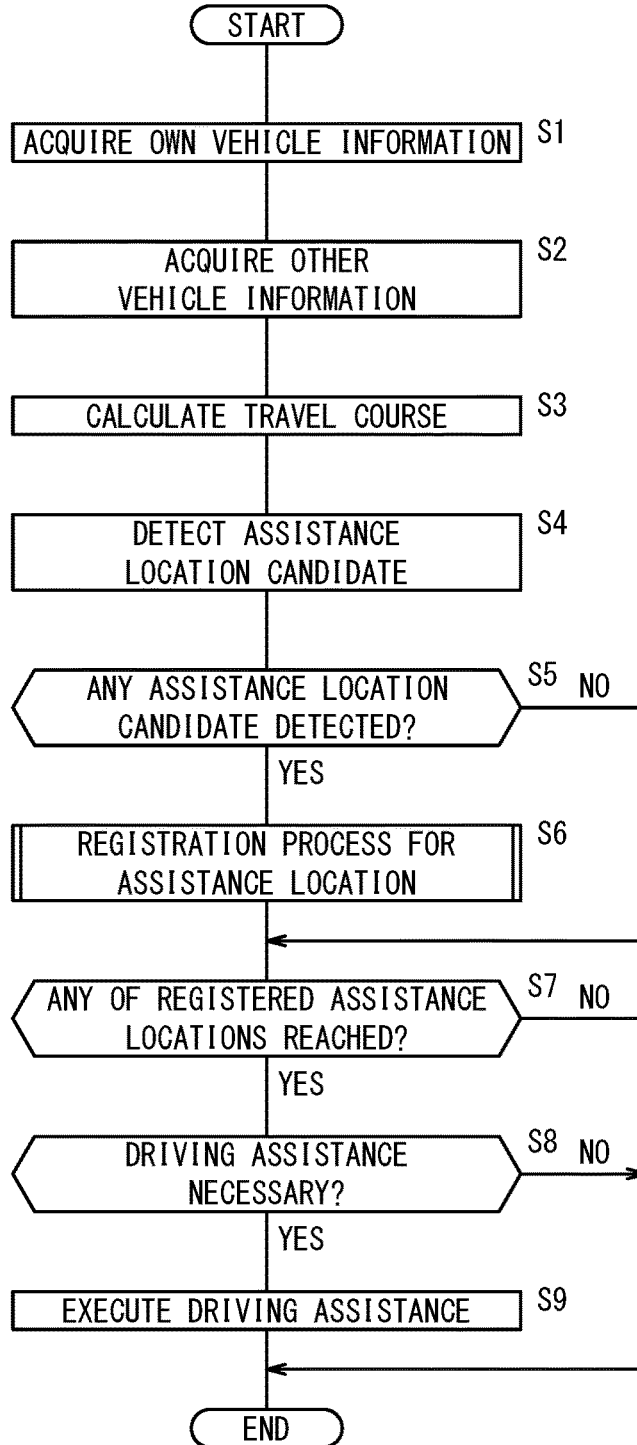 START
ACQUIRE OWN VEHICLE INFORMATION
S1
ACQUIRE OTHER
VEHICLE INFORMATION
S2
CALCULATE TRAVEL COURSE
S3
DETECT ASSISTANCE
LOCATION CANDIDATE
S4
ANY ASSISTANCE LOCATION
CANDIDATE DETECTED?
S5
NO
YES
REGISTRATION PROCESS FOR
ASSISTANCE LOCATION
S6
ANY OF REGISTERED ASSISTANCE
LOCATIONS REACHED?
S7
NO
YES
DRIVING ASSISTANCE
NECESSARY?
S8
NO
YES
EXECUTE DRIVING ASSISTANCE
S9
END